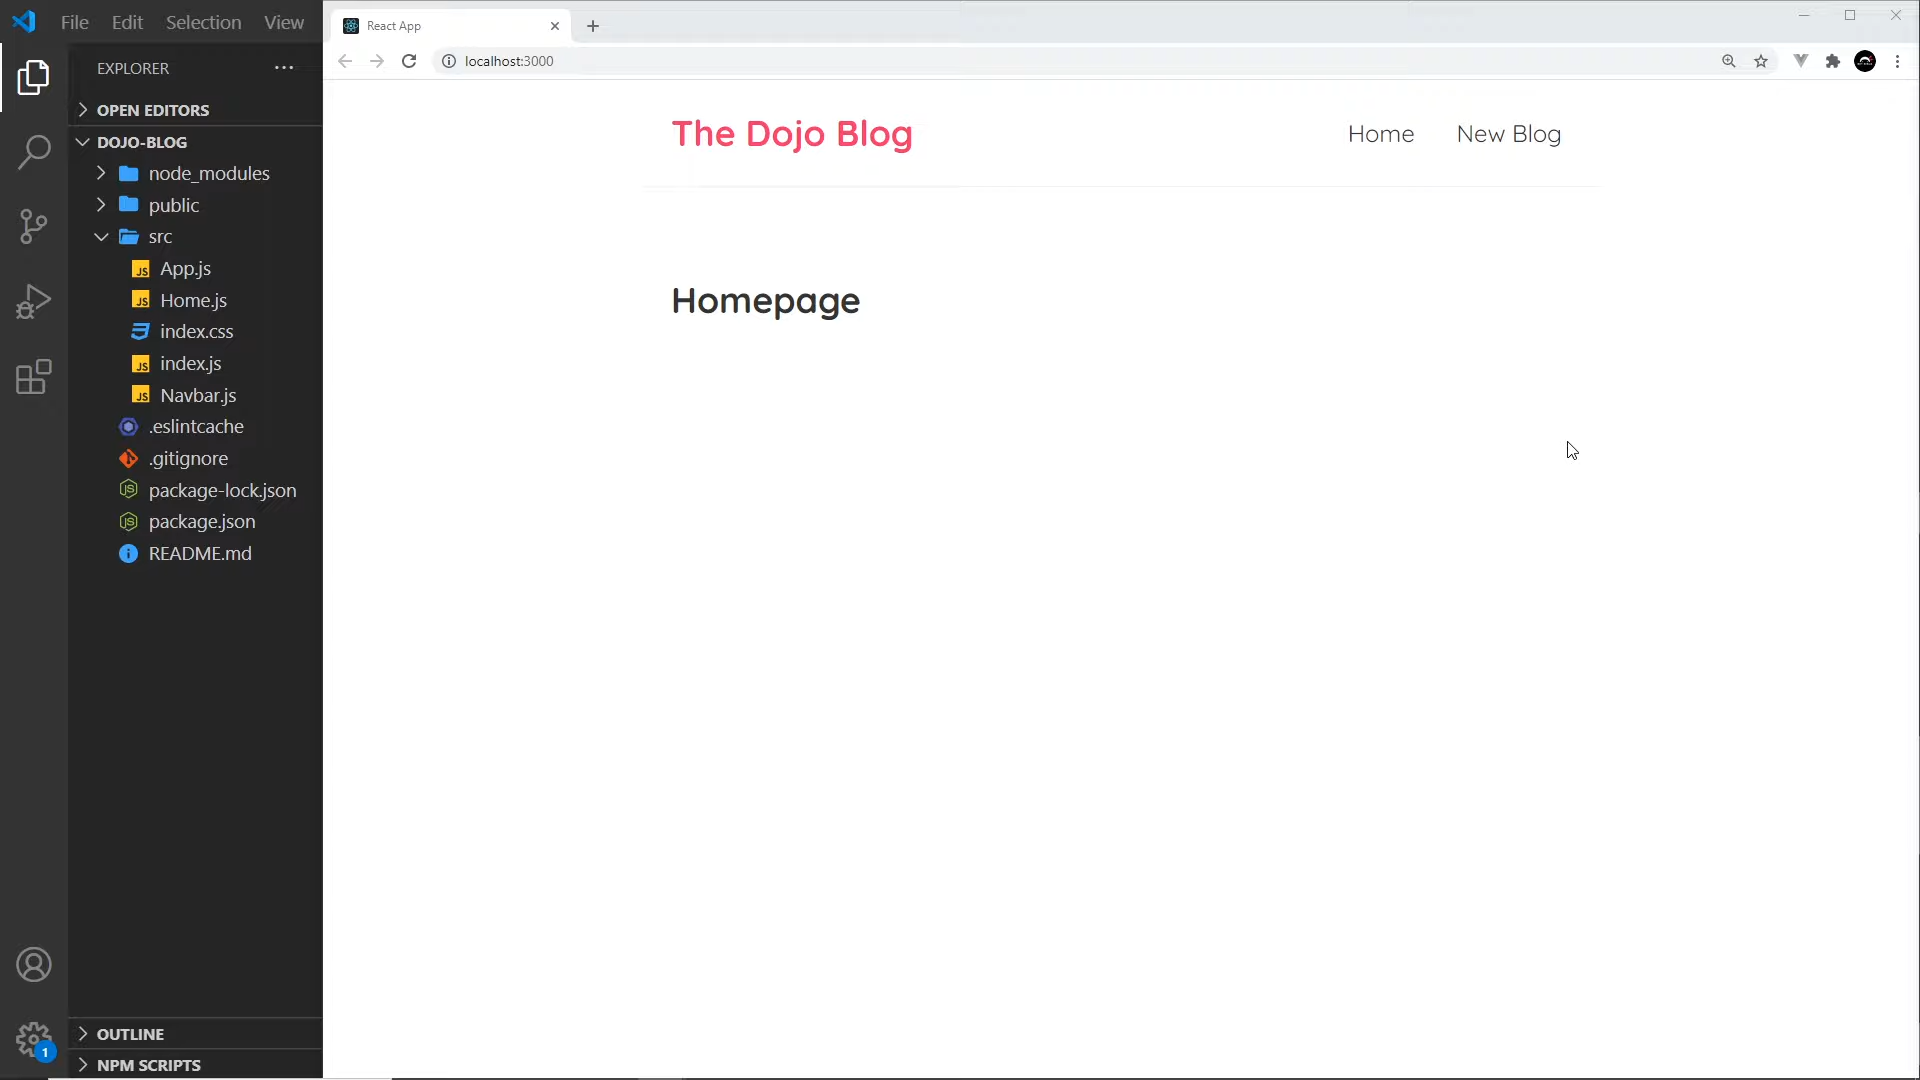 File Edit Selection View
EXPLORER
OPEN EDITORS
DOJO-BLOG
node_modules
public
src
App.js
Home.js
index.css
index.js
Navbar.js
.eslintcache
.gitignore
package-lock.json
package.json
README.md
OUTLINE
NPM SCRIPTS
1
React App
localhost:3000
The Dojo Blog
Home New Blog
Homepage